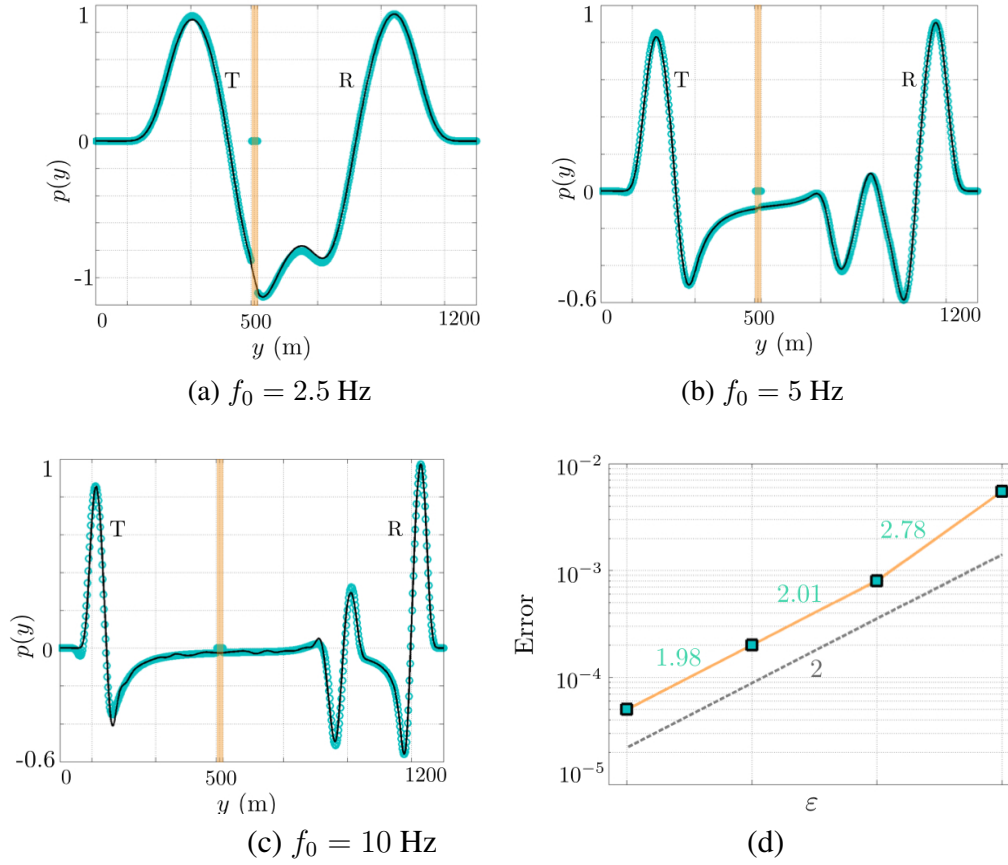 1
T
R
0
p(y)
-1
0
500
1200
y (m)
(a) f₀ = 2.5 Hz
1
T
R
0
p(y)
-0.6
0
500
1200
y (m)
(b) f₀ = 5 Hz
1
T
R
0
p(y)
-0.6
0
500
1200
y (m)
(c) f₀ = 10 Hz
10⁻²
2.78
10⁻³
Error
2.01
1.98
2
10⁻⁴
10⁻⁵
ε
(d)